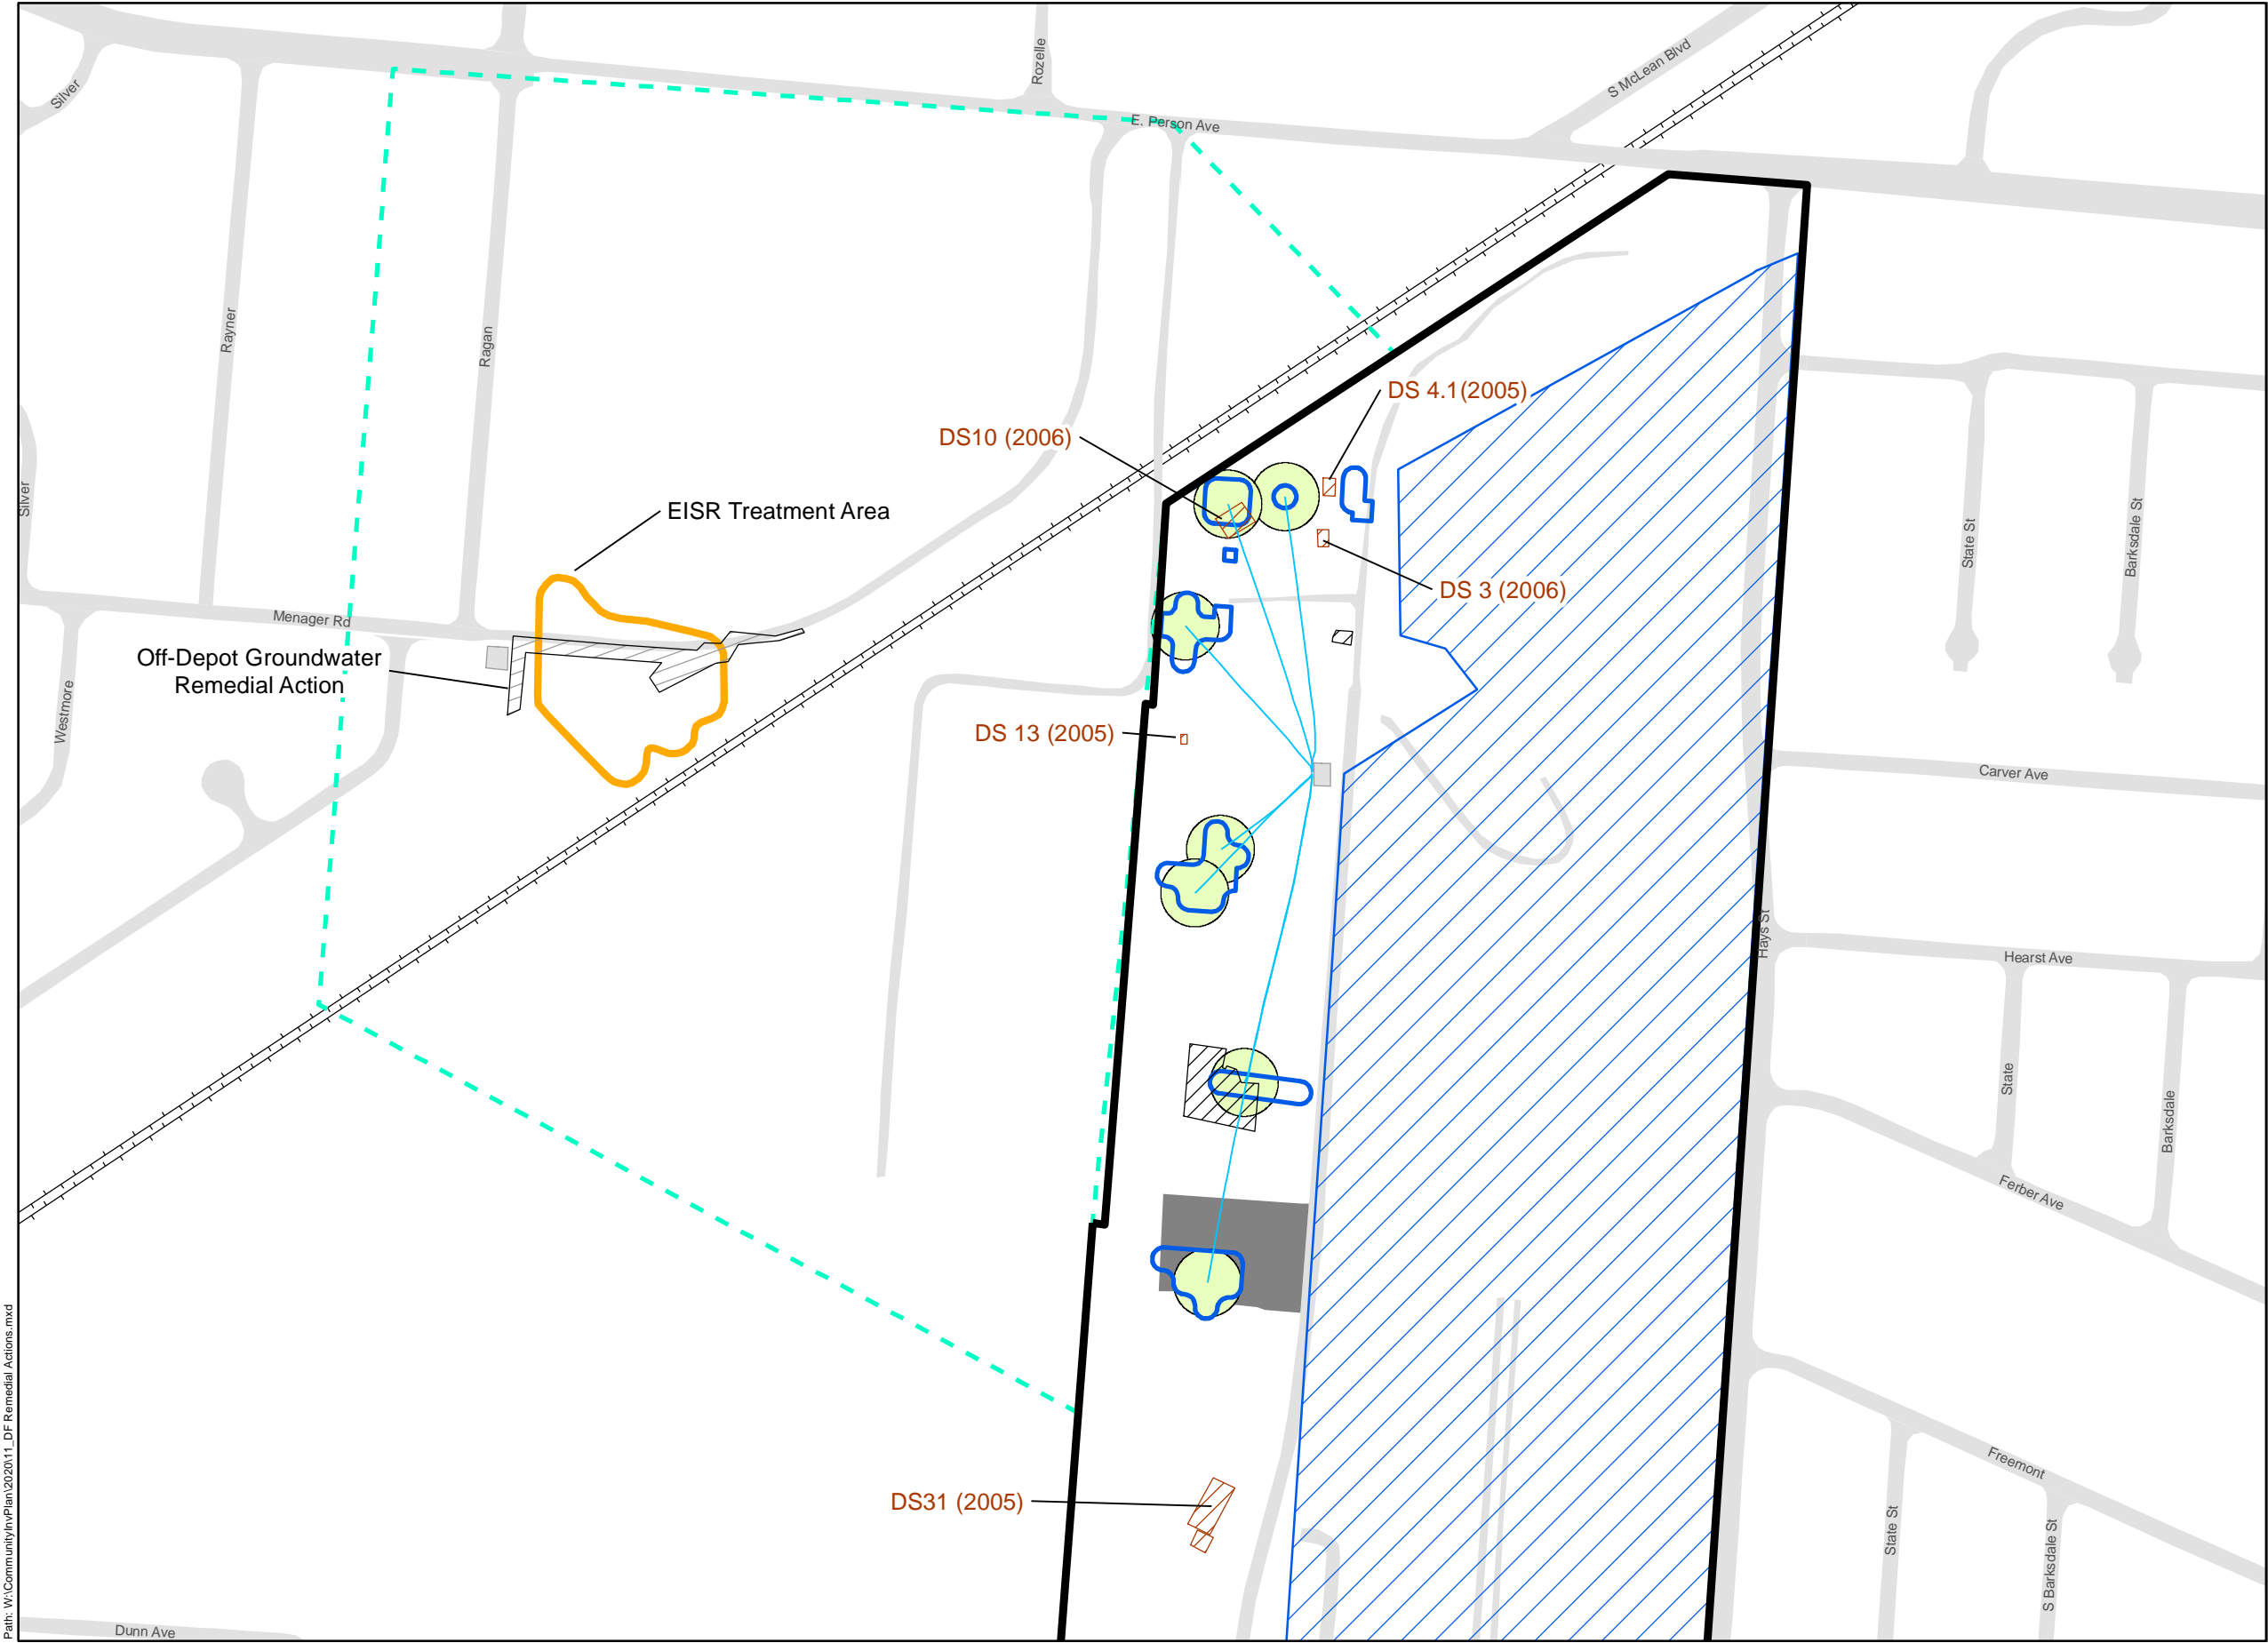 Rozelle
S McLean Blvd
Silver
E. Person Ave
Rayner
Ragan
DS 4.1(2005)
DS10 (2006)
Silver
EISR Treatment Area
State St
Barksdale St
DS 3 (2006)
Menager Rd
Off-Depot Groundwater
Remedial Action
Westmore
DS 13 (2005)
Carver Ave
Hays St
Hearst Ave
State
Barksdale
Ferber Ave
Freemont
DS31 (2005)
State St
S Barksdale St
Dunn Ave
Path: W:\CommunityInvPlan\2020\11_DF Remedial Actions.mxd